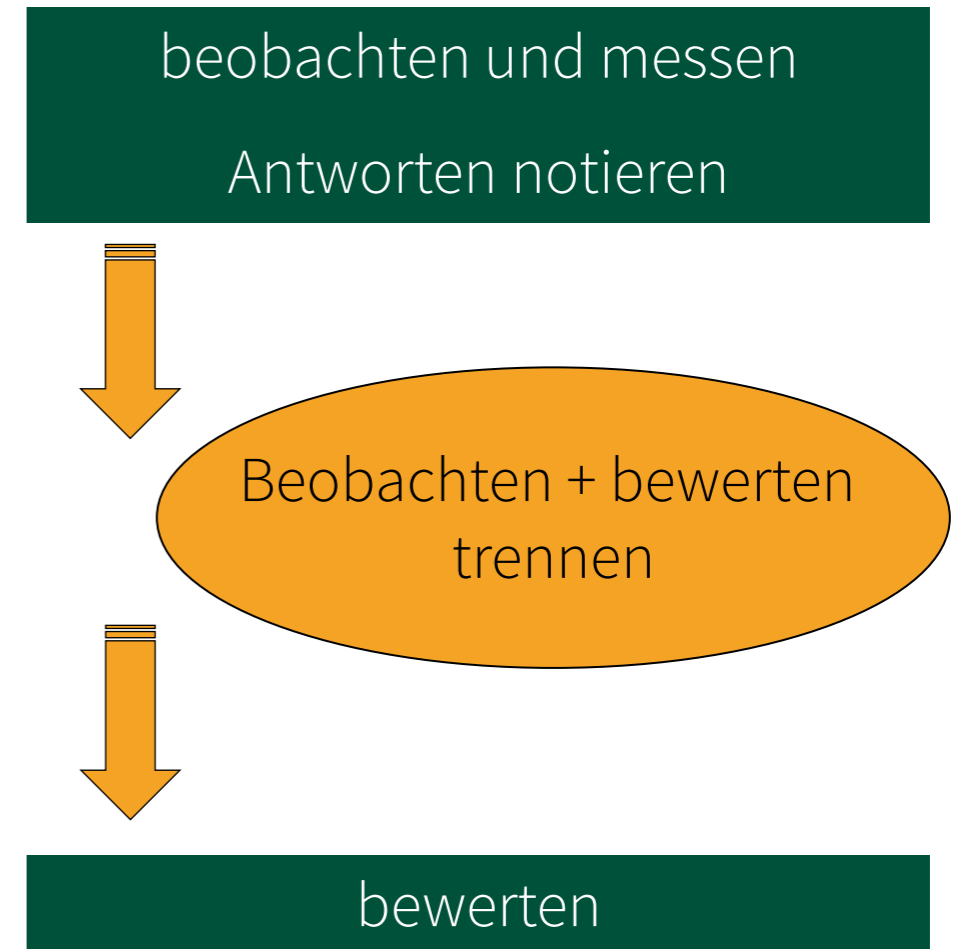 beobachten und messen
Antworten notieren
Beobachten + bewerten
trennen
bewerten